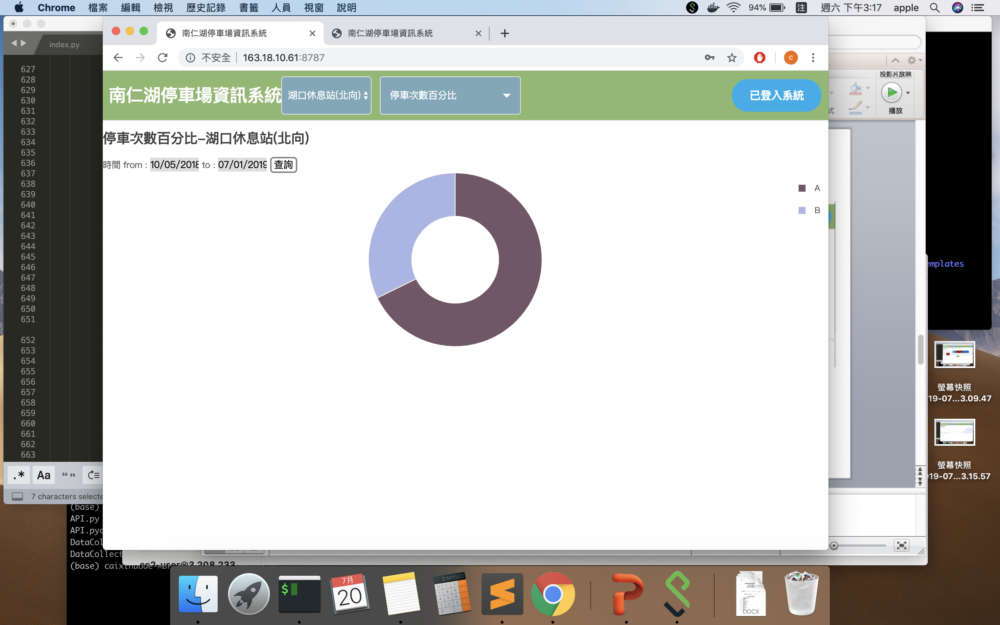 Chrome 檔案 編輯 檢視 歷史記錄 書籤 人員 視窗 說明 94% 注 週六 下午3:17 apple
index.py
南仁湖停車場資訊系統
南仁湖停車場資訊系統
不安全 163.18.10.61:8787
南仁湖停車場資訊系統 湖口休息站(北向) 停車次數百分比 已登入系統
停車次數百分比–湖口休息站(北向)
時間 from : 10/05/2018 to : 07/01/2019 查詢
A
B
投影片放映
播放
式
emplates
627
628
629
630
631
632
633
634
635
636
637
638
639
640
641
642
643
644
645
646
647
648
649
650
651
652
653
654
655
656
657
658
659
660
661
662
663
.* Aa “ ”
7 characters selecte
(base)
API.py
API.pyc
DataCol
DataCollect
(base) caixindode-MBP
ec2-user@3.208.233
螢幕快照
19-07...3.09.47
螢幕快照
19-07...3.15.57
$
7月
20
3.141593
DOCX